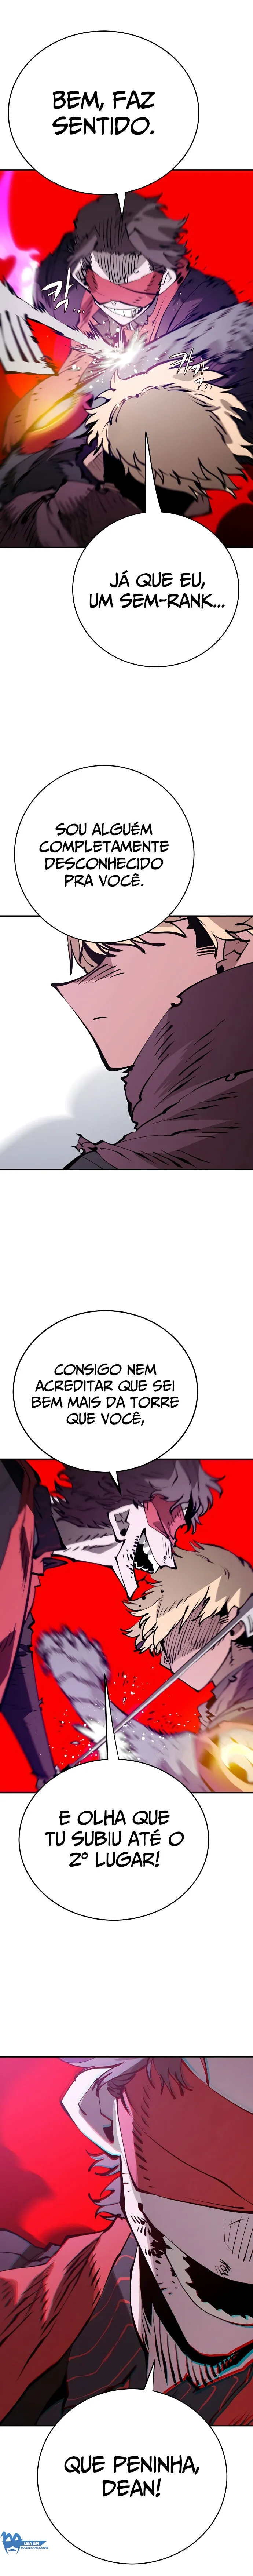 BEM, FAZ
SENTIDO.
JÁ QUE EU,
UM SEM-RANK...
SOU ALGUÉM
COMPLETAMENTE
DESCONHECIDO
PRA VOCÊ.
CONSIGO NEM
ACREDITAR QUE SEI
BEM MAIS DA TORRE
QUE VOCÊ,
E OLHA QUE
TU SUBIU ATÉ O
2º LUGAR!
QUE PENINHA,
DEAN!